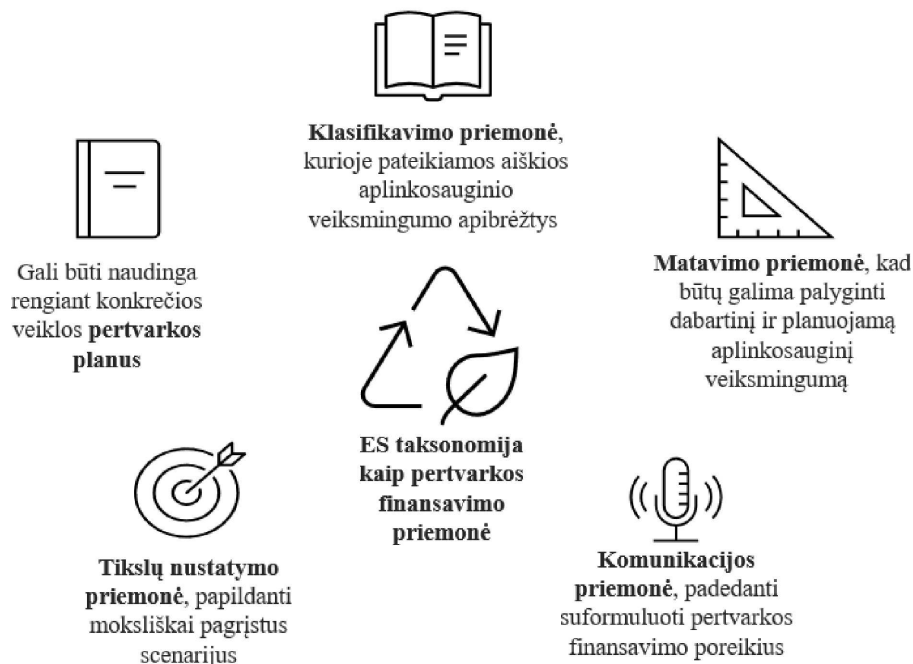 Klasifikavimo priemonė,
kurioje pateikiamos aiškios
aplinkosauginio
veiksmingumo apibrėžtys
Gali būti naudinga
rengiant konkrečios
veiklos pertvarkos
planus
Matavimo priemonė, kad
būtų galima palyginti
dabartinį ir planuojamą
aplinkosauginį
veiksmingumą
ES taksonomija
kaip pertvarkos
finansavimo
priemonė
Tikslų nustatymo
priemonė, papildanti
moksliškai pagrįstus
scenarijus
Komunikacijos
priemonė, padedanti
suformuluoti pertvarkos
finansavimo poreikius